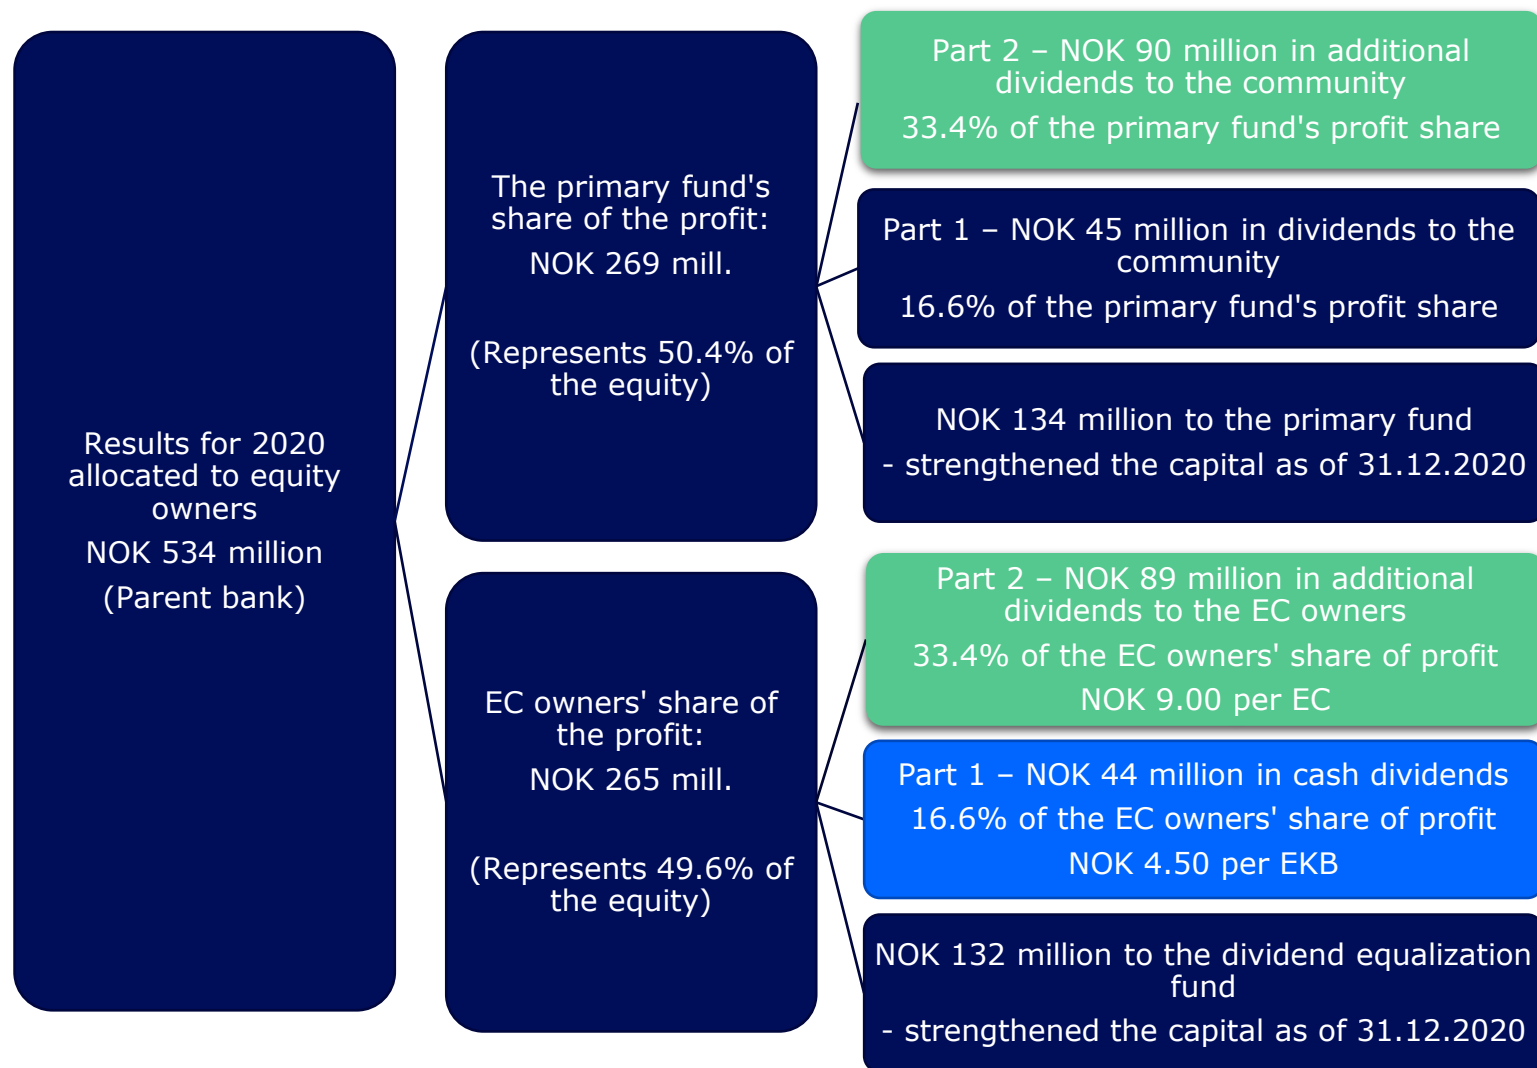 Results for 2020
allocated to equity
owners
NOK 534 million
(Parent bank)
The primary fund's
share of the profit:
NOK 269 mill.
(Represents 50.4% of
the equity)
Part 2 – NOK 90 million in additional
dividends to the community
33.4% of the primary fund's profit share
Part 1 – NOK 45 million in dividends to the
community
16.6% of the primary fund's profit share
NOK 134 million to the primary fund
- strengthened the capital as of 31.12.2020
EC owners' share of
the profit:
NOK 265 mill.
(Represents 49.6% of
the equity)
Part 2 – NOK 89 million in additional
dividends to the EC owners
33.4% of the EC owners' share of profit
NOK 9.00 per EC
Part 1 – NOK 44 million in cash dividends
16.6% of the EC owners' share of profit
NOK 4.50 per EKB
NOK 132 million to the dividend equalization
fund
- strengthened the capital as of 31.12.2020